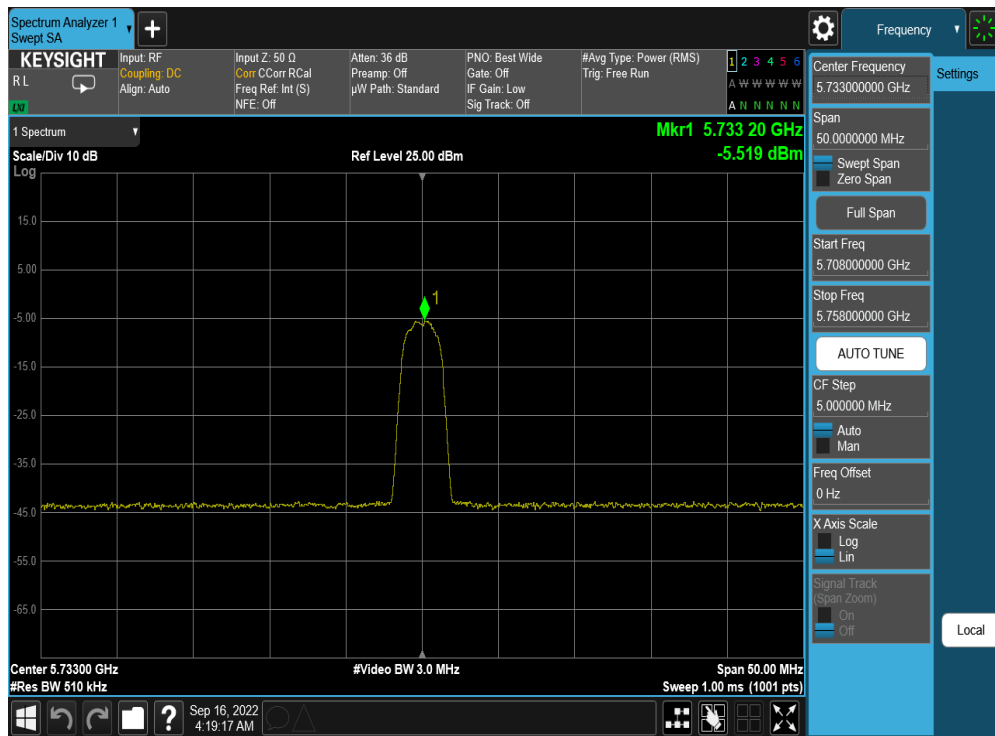 Spectrum Analyzer 1
Swept SA
Frequency
Settings
KEYSIGHT
R L
LXI
Input: RF
Coupling: DC
Align: Auto
Input Z: 50 Ω
Corr CCorr RCal
Freq Ref: Int (S)
NFE: Off
Atten: 36 dB
Preamp: Off
µW Path: Standard
PNO: Best Wide
Gate: Off
IF Gain: Low
Sig Track: Off
#Avg Type: Power (RMS)
Trig: Free Run
1 2 3 4 5 6
A W W W W W
A N N N N N
1 Spectrum
Scale/Div 10 dB
Log
Ref Level 25.00 dBm
Mkr1 5.733 20 GHz
-5.519 dBm
15.0
5.00
-5.00
-15.0
-25.0
-35.0
-45.0
-55.0
-65.0
1
Center 5.73300 GHz
#Res BW 510 kHz
#Video BW 3.0 MHz
Span 50.00 MHz
Sweep 1.00 ms (1001 pts)
Center Frequency
5.733000000 GHz
Span
50.0000000 MHz
Swept Span
Zero Span
Full Span
Start Freq
5.708000000 GHz
Stop Freq
5.758000000 GHz
AUTO TUNE
CF Step
5.000000 MHz
Auto
Man
Freq Offset
0 Hz
X Axis Scale
Log
Lin
Signal Track
(Span Zoom)
On
Off
Local
?
Sep 16, 2022
4:19:17 AM